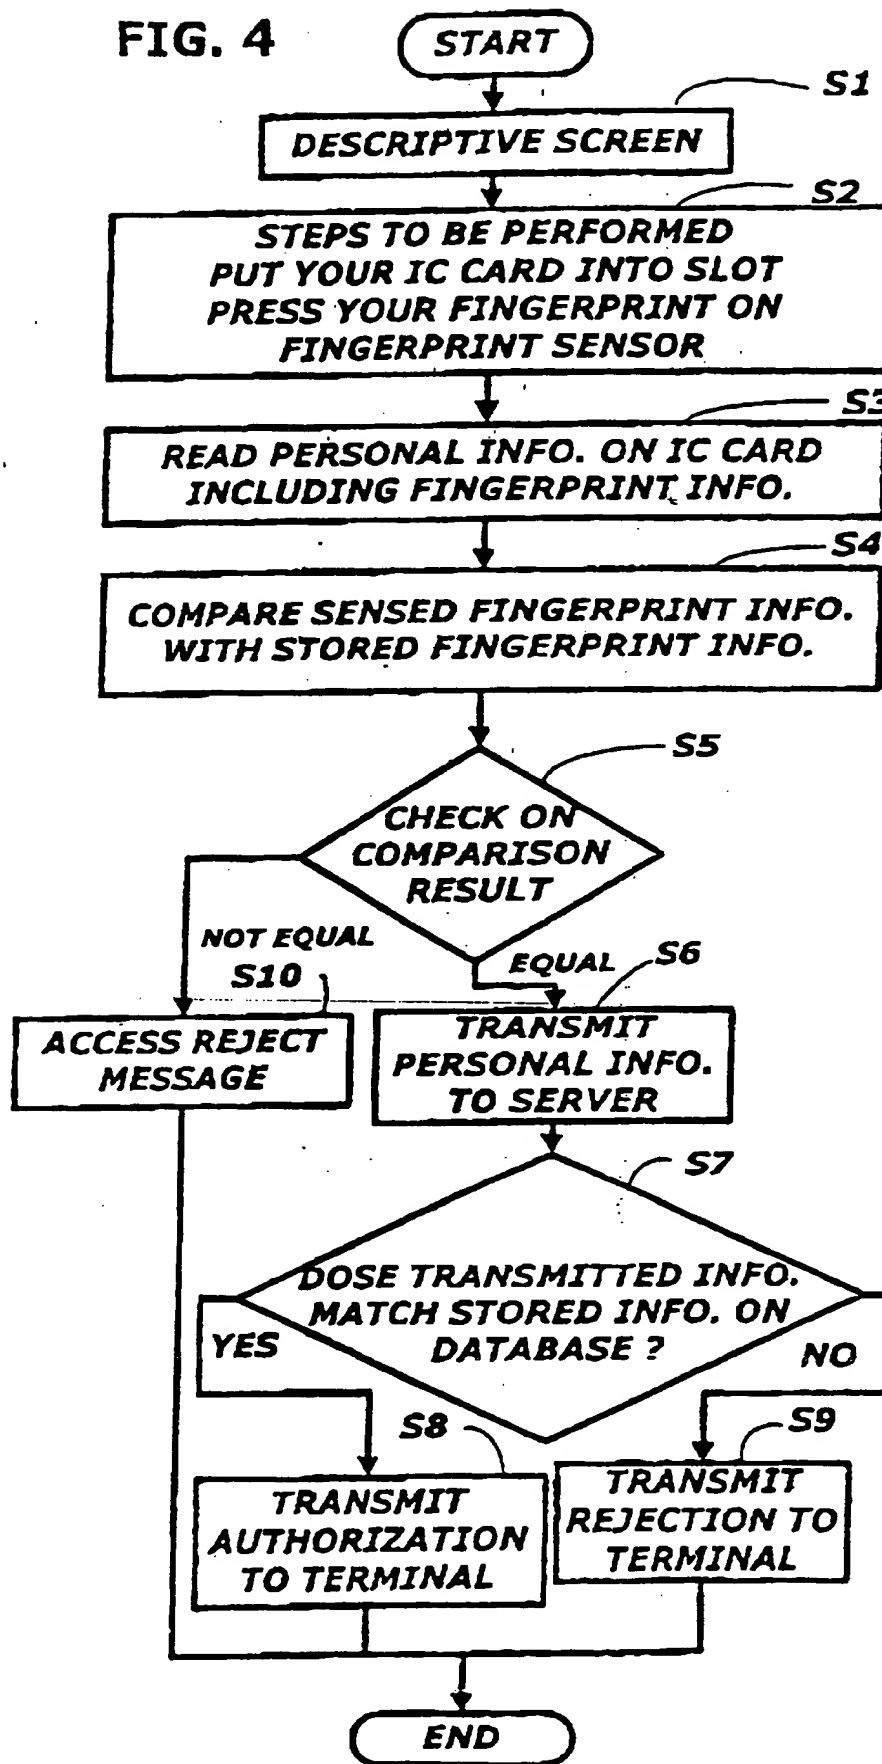 FIG. 4
START
S1
DESCRIPTIVE SCREEN
S2
STEPS TO BE PERFORMED
PUT YOUR IC CARD INTO SLOT
PRESS YOUR FINGERPRINT ON
FINGERPRINT SENSOR
S3
READ PERSONAL INFO. ON IC CARD
INCLUDING FINGERPRINT INFO.
S4
COMPARE SENSED FINGERPRINT INFO.
WITH STORED FINGERPRINT INFO.
S5
CHECK ON
COMPARISON
RESULT
NOT EQUAL
EQUAL
S6
S10
ACCESS REJECT
MESSAGE
TRANSMIT
PERSONAL INFO.
TO SERVER
S7
DOSE TRANSMITTED INFO.
MATCH STORED INFO. ON
DATABASE ?
YES
NO
S8
S9
TRANSMIT
AUTHORIZATION
TO TERMINAL
TRANSMIT
REJECTION TO
TERMINAL
END